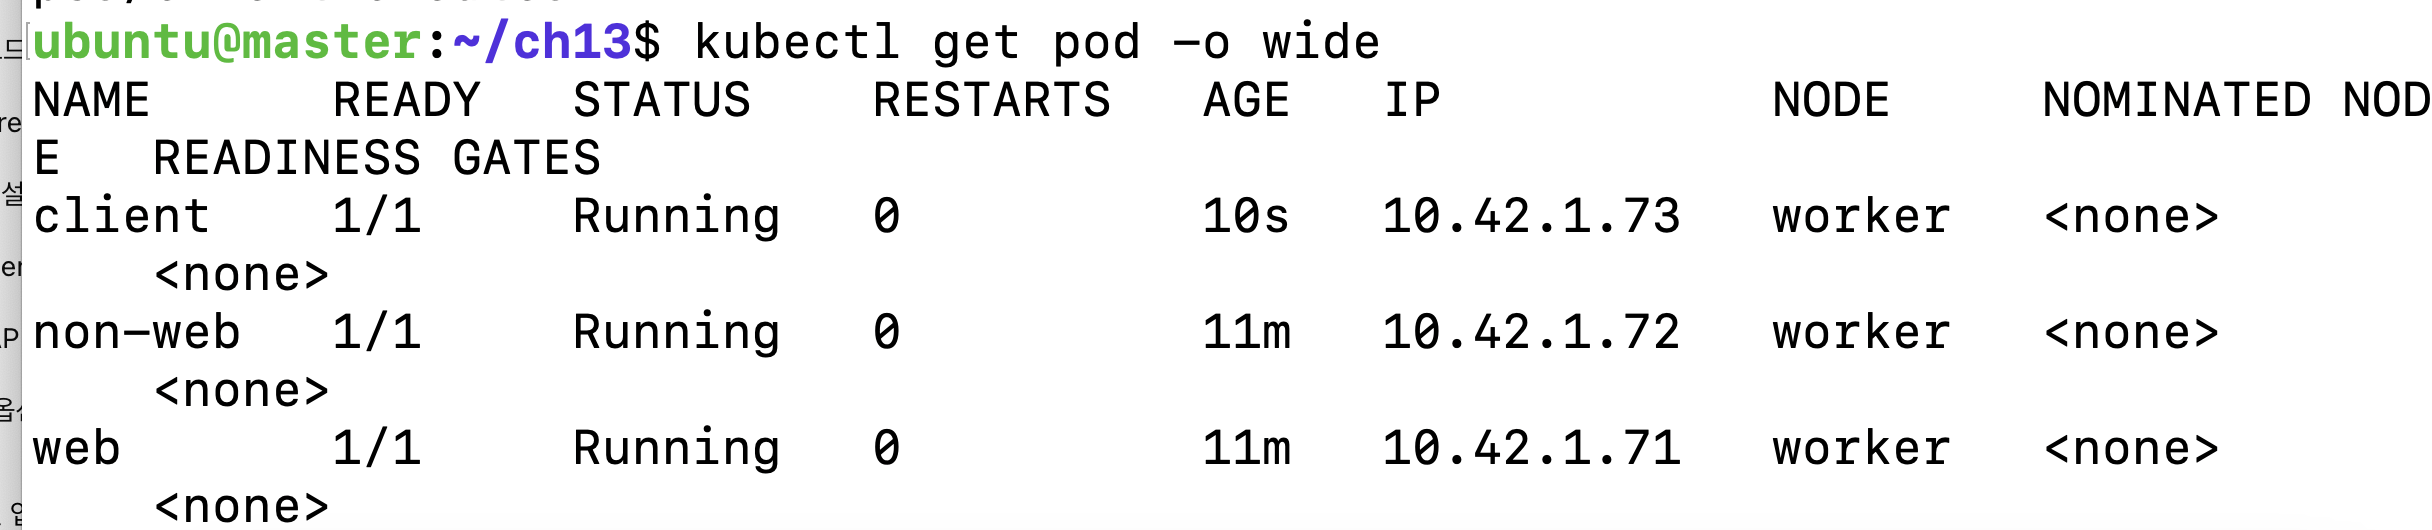 ubuntu@master:~/ch13$ kubectl get pod -o wide
NAME READY STATUS RESTARTS AGE IP NODE NOMINATED NOD
E READINESS GATES
client 1/1 Running 0 10s 10.42.1.73 worker <none>
<none>
non-web 1/1 Running 0 11m 10.42.1.72 worker <none>
<none>
web 1/1 Running 0 11m 10.42.1.71 worker <none>
<none>